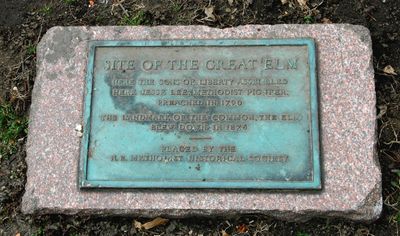 SITE OF THE GREAT ELM
HERE THE SONS OF LIBERTY ASSEMBLED
HERE JESSE LEE, METHODIST PIONEER,
PREACHED IN 1790
THE LANDMARK OF THE COMMON, THE ELM
BLEW DOWN IN 1876
PLACED BY THE
N.E. METHODIST HISTORICAL SOCIETY